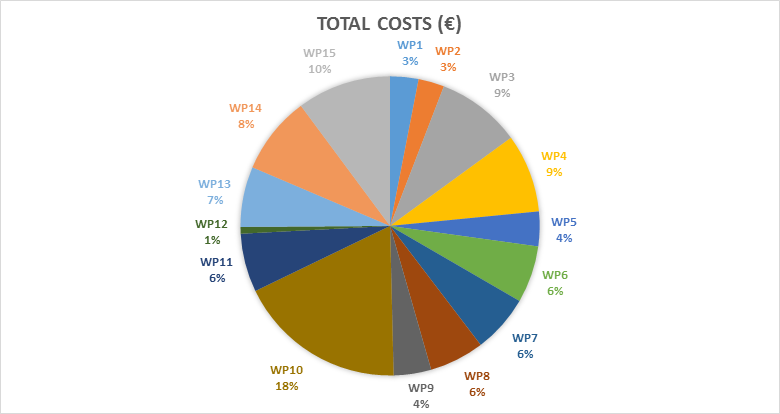 TOTAL COSTS (€)
WP1
3%
WP2
3%
WP3
9%
WP4
9%
WP5
4%
WP6
6%
WP7
6%
WP8
6%
WP9
4%
WP10
18%
WP11
6%
WP12
1%
WP13
7%
WP14
8%
WP15
10%